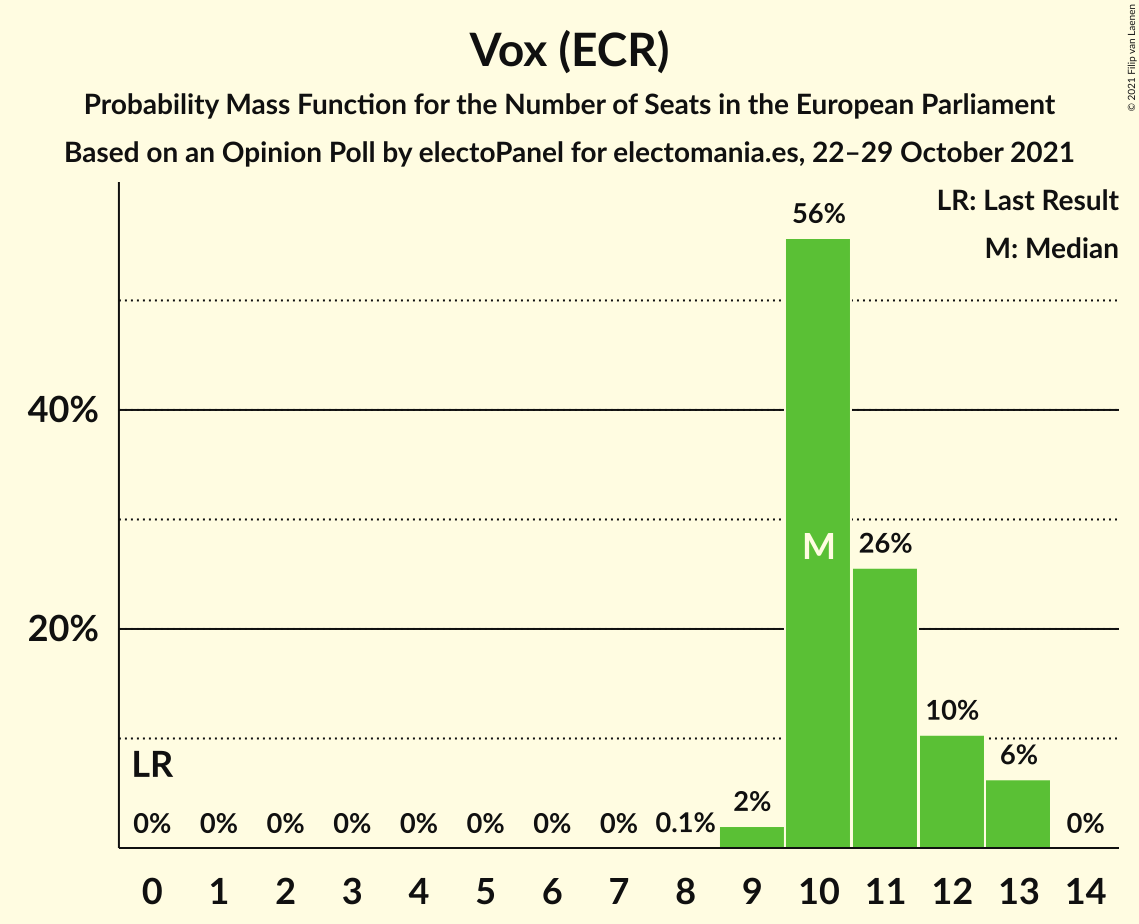 Vox (ECR)
Probability Mass Function for the Number of Seats in the European Parliament
Based on an Opinion Poll by electoPanel for electomania.es, 22–29 October 2021
© 2021 Filip van Laenen
LR: Last Result
M: Median
56%
40%
M
26%
20%
10%
6%
LR
2%
0% 0% 0% 0% 0% 0% 0% 0% 0.1% 0%
0 1 2 3 4 5 6 7 8 9 10 11 12 13 14